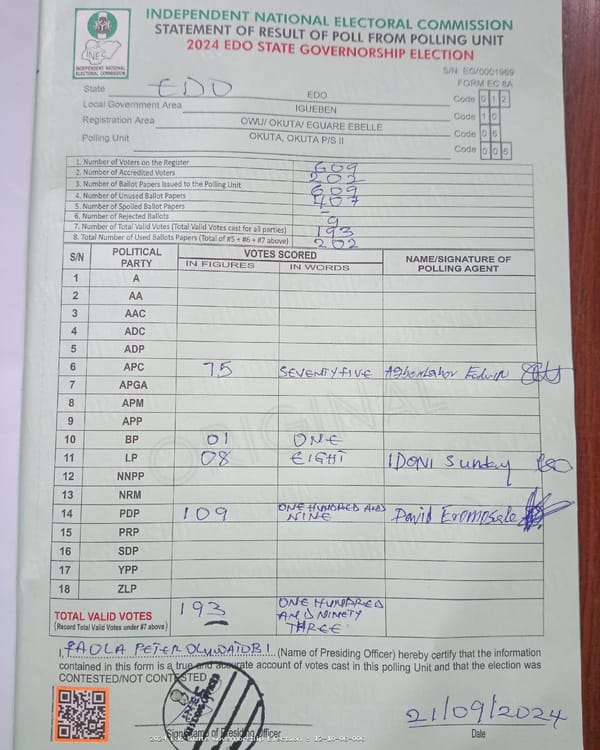 INDEPENDENT NATIONAL ELECTORAL COMMISSION
STATEMENT OF RESULT OF POLL FROM POLLING UNIT
2024 EDO STATE GOVERNORSHIP ELECTION
INEC
INDEPENDENT NATIONAL
ELECTORAL COMMISSION
S/N: EG/0001969
FORM EC 8A
State EDO EDO Code 0 1 2
Local Government Area IGUEBEN Code 1 0
Registration Area OWU/ OKUTA/ EGUARE EBELLE Code 0 6
Polling Unit OKUTA, OKUTA P/S II Code 0 0 6
1. Number of Voters on the Register 609
2. Number of Accredited Voters 202
3. Number of Ballot Papers Issued to the Polling Unit 609
4. Number of Unused Ballot Papers 407
5. Number of Spoiled Ballot Papers -
6. Number of Rejected Ballots 9
7. Number of Total Valid Votes (Total Valid Votes cast for all parties) 193
8. Total Number of Used Ballots Papers (Total of #5 + #6 + #7 above) 202
S/N POLITICAL PARTY VOTES SCORED NAME/SIGNATURE OF POLLING AGENT
IN FIGURES IN WORDS
1 A
2 AA
3 AAC
4 ADC
5 ADP
6 APC 75 SEVENTYFIVE Edwin
7 APGA
8 APM
9 APP
10 BP 01 ONE
11 LP 08 EIGHT IDONI Sunday
12 NNPP
13 NRM
14 PDP 109 ONE HUNDRED AND NINE David
15 PRP
16 SDP
17 YPP
18 ZLP
TOTAL VALID VOTES 193 ONE HUNDRED AND NINETY THREE
(Record Total Valid Votes under #7 above)
ORIGINAL
I, PAOLA PETER OLUWATOBI (Name of Presiding Officer) hereby certify that the information
contained in this form is a true and accurate account of votes cast in this polling Unit and that the election was
CONTESTED/NOT CONTESTED
21/09/2024
Signature of Presiding Officer Date